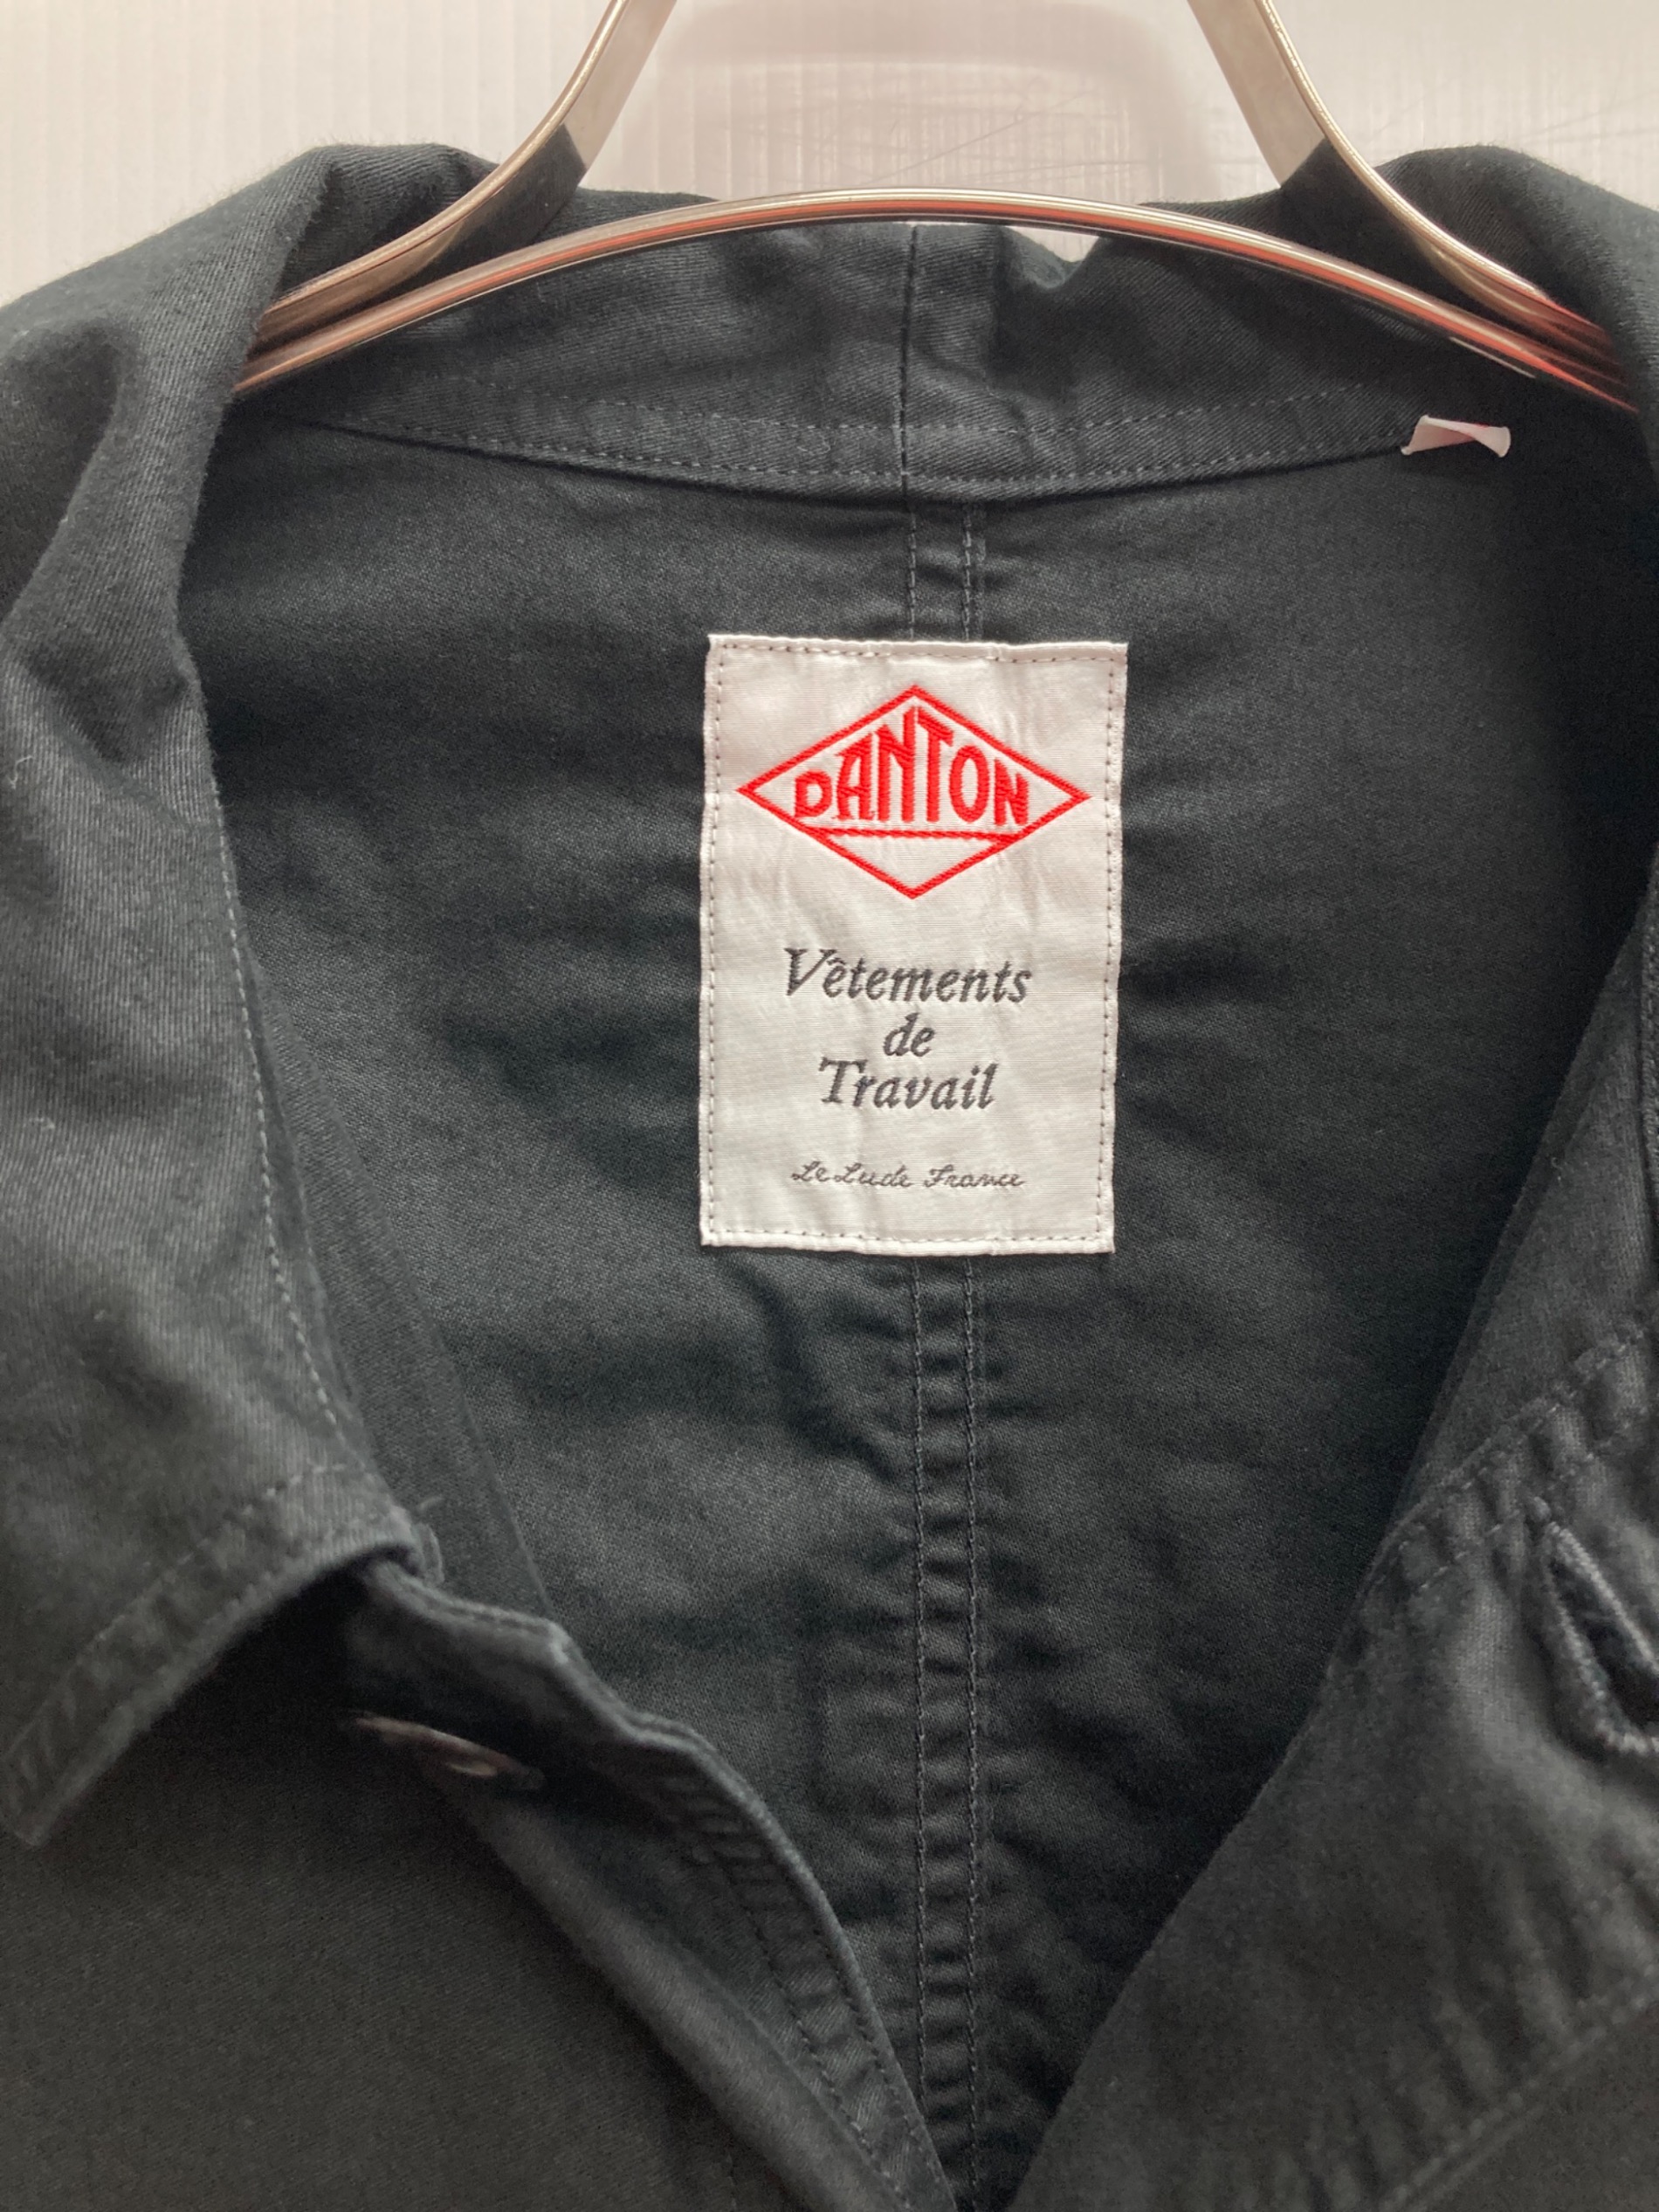 DANTON
Vêtements
de
Travail
Le Lude France